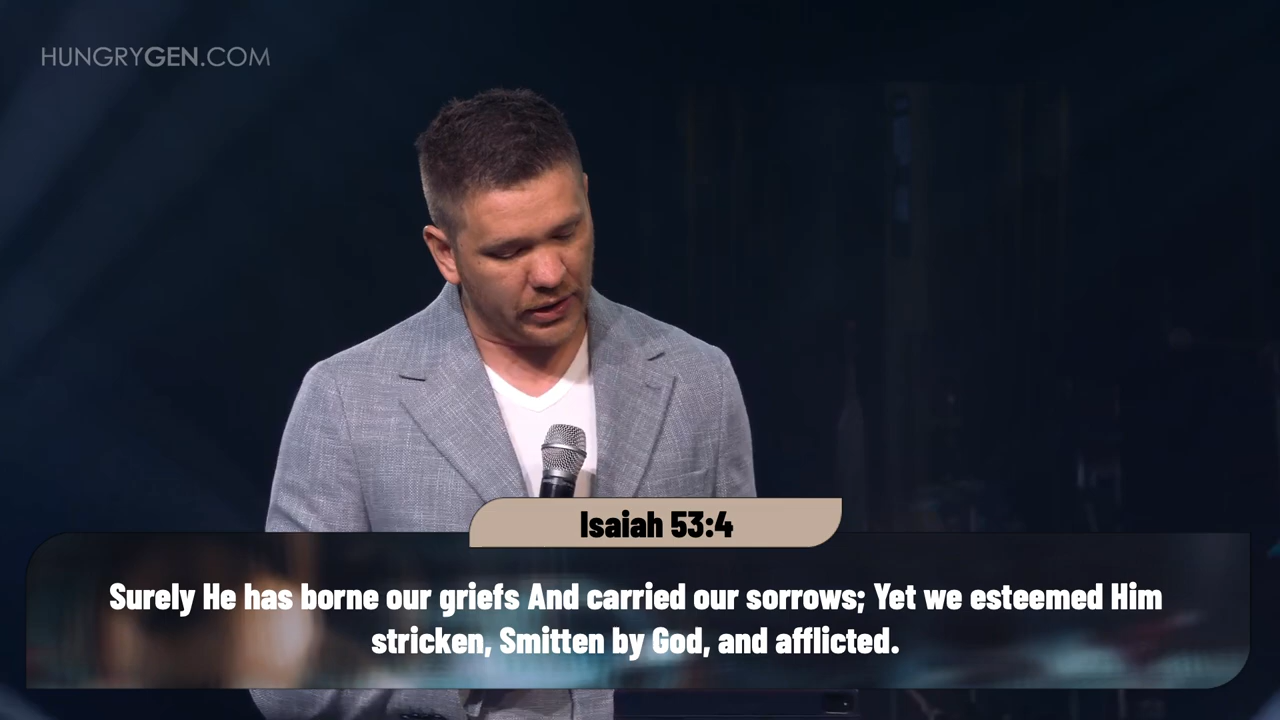 HUNGRYGEN.COM
Isaiah 53:4
Surely He has borne our griefs And carried our sorrows; Yet we esteemed Him
stricken, Smitten by God, and afflicted.